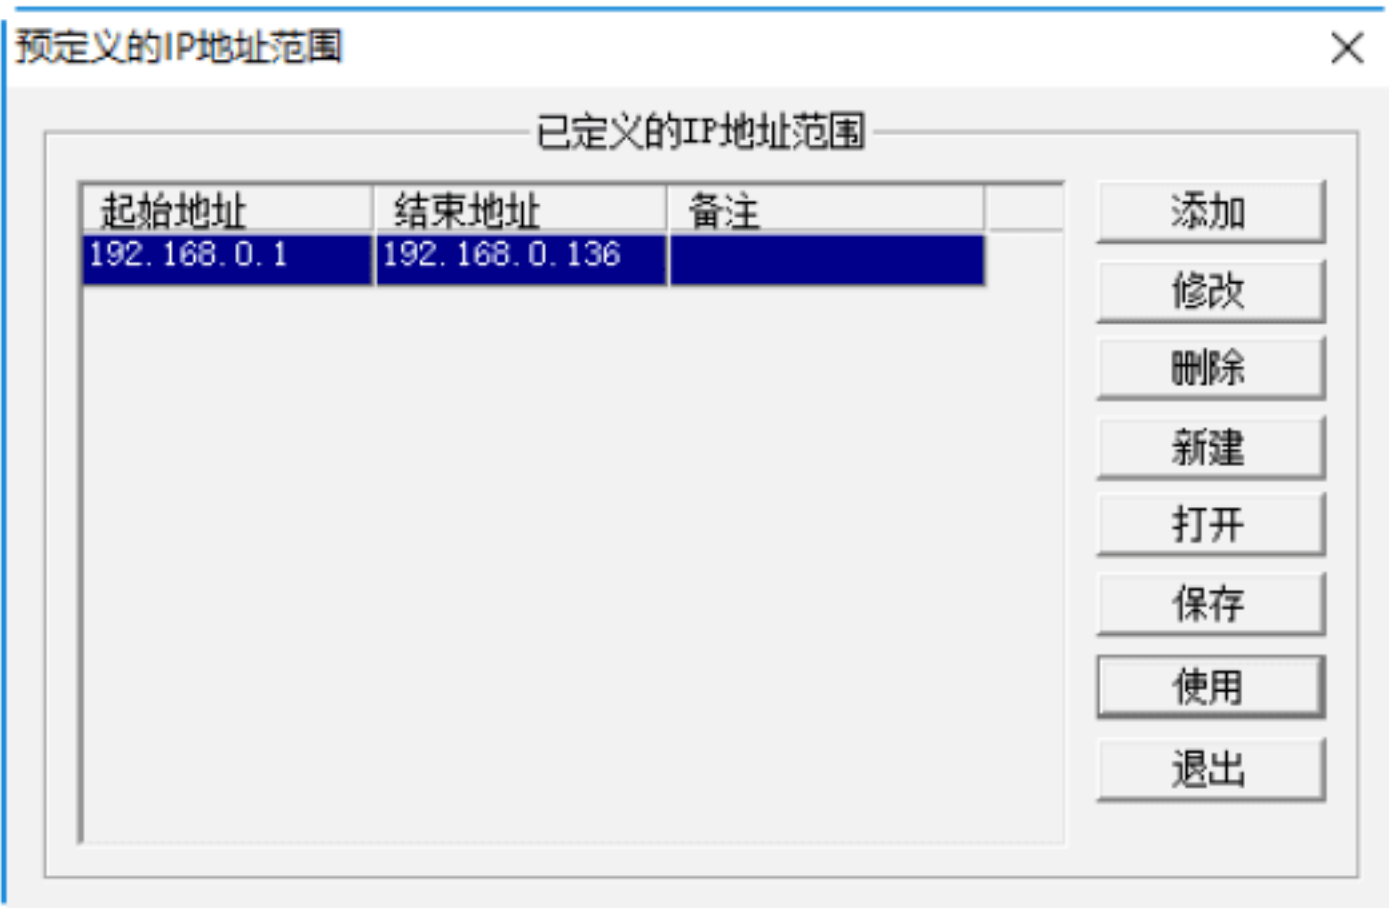 预定义的IP地址范围
已定义的IP地址范围
起始地址 结束地址 备注
192.168.0.1 192.168.0.136
添加
修改
删除
新建
打开
保存
使用
退出